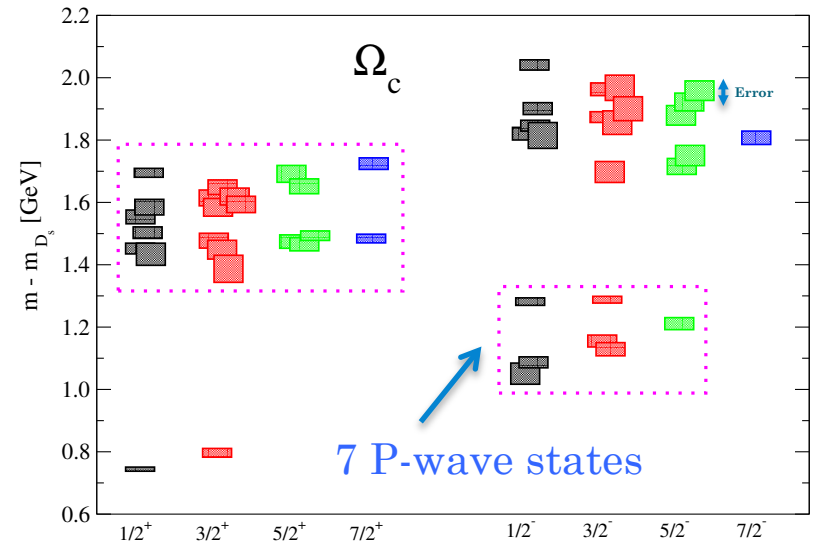 2.2
2.0
1.8
1.6
1.4
1.2
1.0
0.8
0.6
m - m_{D_s} [GeV]
Ω_c
Error
7 P-wave states
1/2⁺ 3/2⁺ 5/2⁺ 7/2⁺ 1/2⁻ 3/2⁻ 5/2⁻ 7/2⁻